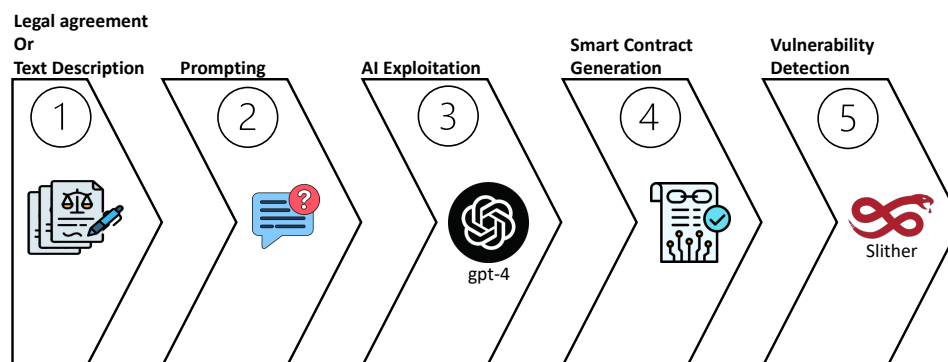 Legal agreement
Or
Text Description
Prompting
AI Exploitation
Smart Contract
Generation
Vulnerability
Detection
1
2
3
4
5
?
gpt-4
Slither